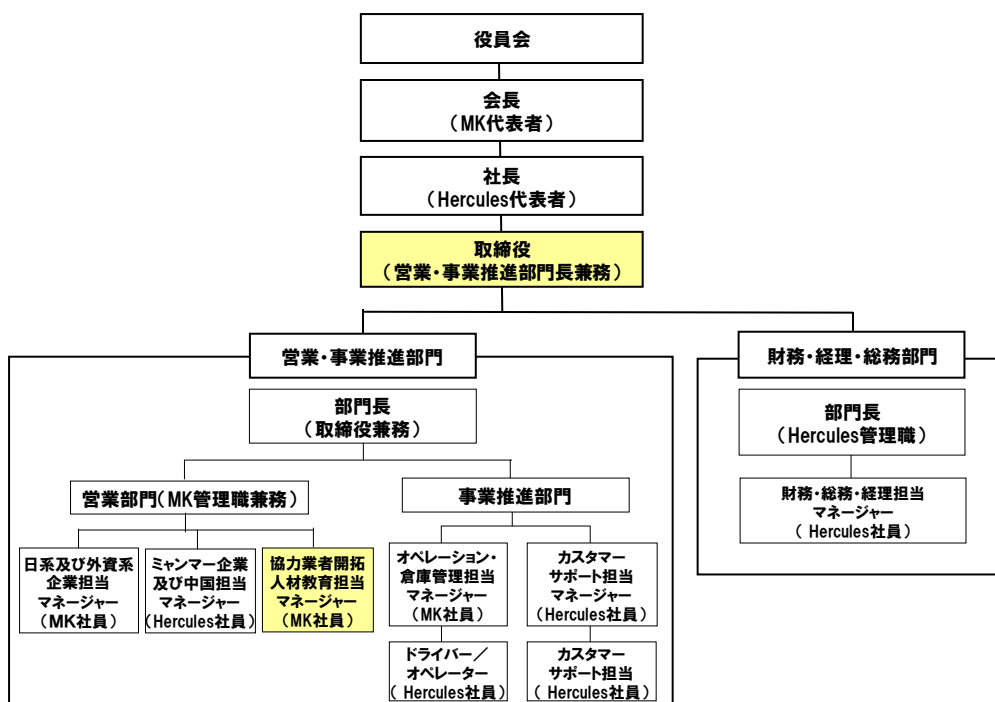 役員会
会長
（MK代表者）
社長
（Hercules代表者）
取締役
（営業・事業推進部門長兼務）
営業・事業推進部門
財務・経理・総務部門
部門長
（取締役兼務）
部門長
（Hercules管理職）
営業部門（MK管理職兼務）
事業推進部門
財務・総務・経理担当
マネージャー
（ Hercules社員）
日系及び外資系
企業担当
マネージャー
（MK社員）
ミャンマー企業
及び中国担当
マネージャー
（Hercules社員）
協力業者開拓
人材教育担当
マネージャー
（MK社員）
オペレーション・
倉庫管理担当
マネージャー
（MK社員）
カスタマー
サポート担当
マネージャー
（Hercules社員）
ドライバー／
オペレーター
（ Hercules社員）
カスタマー
サポート担当
（ Hercules社員）